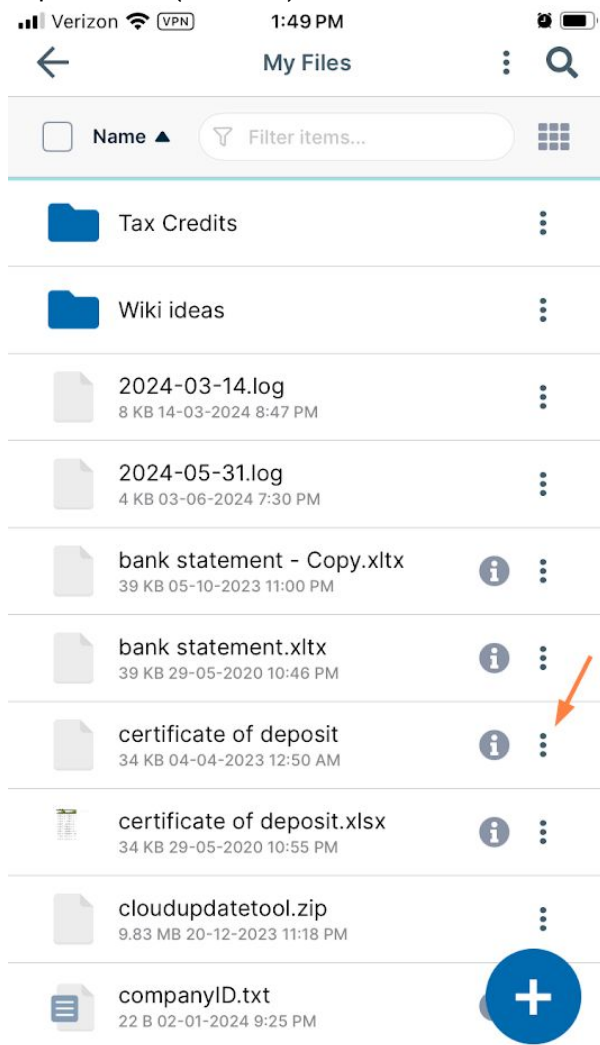 Verizon VPN 1:49 PM
My Files
Name ▲ Filter items...
Tax Credits
Wiki ideas
2024-03-14.log
8 KB 14-03-2024 8:47 PM
2024-05-31.log
4 KB 03-06-2024 7:30 PM
bank statement - Copy.xltx
39 KB 05-10-2023 11:00 PM
bank statement.xltx
39 KB 29-05-2020 10:46 PM
certificate of deposit
34 KB 04-04-2023 12:50 AM
certificate of deposit.xlsx
34 KB 29-05-2020 10:55 PM
cloudupdatetool.zip
9.83 MB 20-12-2023 11:18 PM
companyID.txt
22 B 02-01-2024 9:25 PM